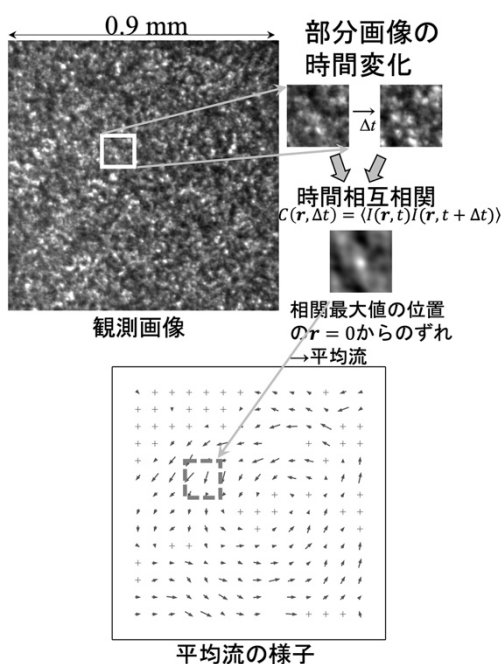 0.9 mm
部分画像の
時間変化
Δt
時間相互相関
C(r, Δt) = ⟨I(r, t)I(r, t + Δt)⟩
観測画像
相関最大値の位置
のr = 0からのずれ
→平均流
平均流の様子